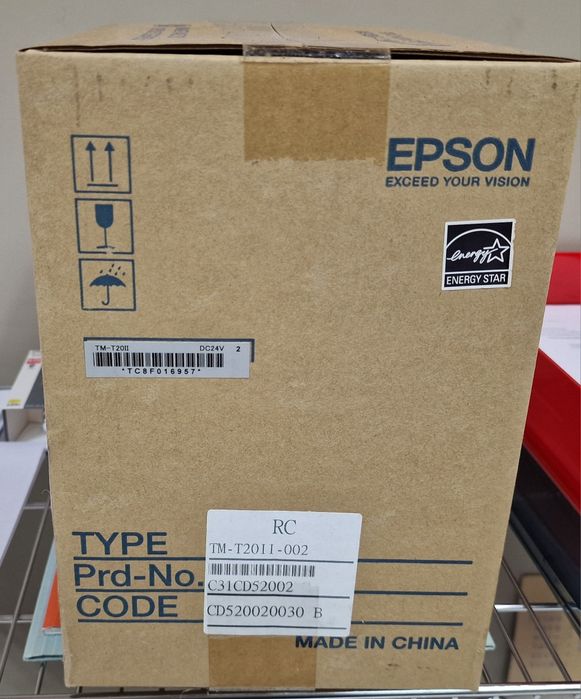 EPSON
EXCEED YOUR VISION
energy
ENERGY STAR
TM-T20II DC24V 2
*TC8F016957*
RC
TYPE TM-T20II-002
Prd-No. C31CD52002
CODE CD520020030 B
MADE IN CHINA